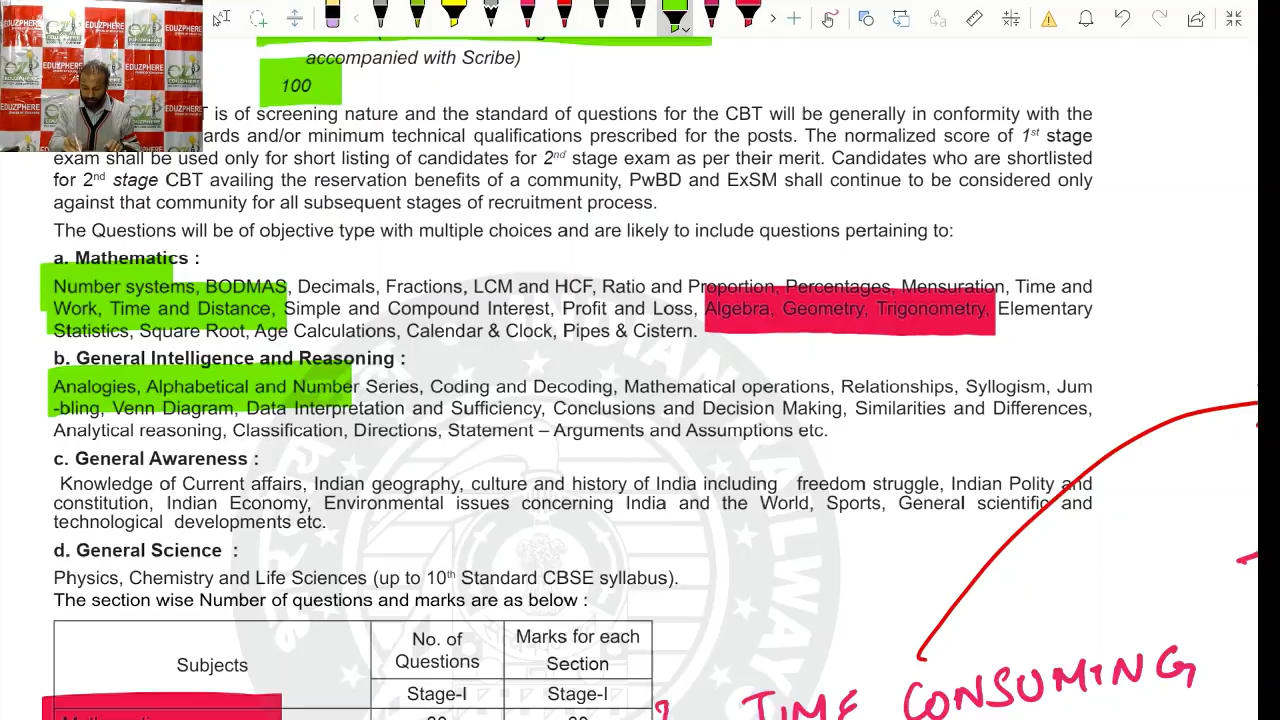 EDUZPHERE
accompanied with Scribe)
100
is of screening nature and the standard of questions for the CBT will be generally in conformity with the
ards and/or minimum technical qualifications prescribed for the posts. The normalized score of 1st stage
exam shall be used only for short listing of candidates for 2nd stage exam as per their merit. Candidates who are shortlisted
for 2nd stage CBT availing the reservation benefits of a community, PwBD and ExSM shall continue to be considered only
against that community for all subsequent stages of recruitment process.
The Questions will be of objective type with multiple choices and are likely to include questions pertaining to:
a. Mathematics :
Number systems, BODMAS, Decimals, Fractions, LCM and HCF, Ratio and Proportion, Percentages, Mensuration, Time and
Work, Time and Distance, Simple and Compound Interest, Profit and Loss, Algebra, Geometry, Trigonometry, Elementary
Statistics, Square Root, Age Calculations, Calendar & Clock, Pipes & Cistern.
b. General Intelligence and Reasoning :
Analogies, Alphabetical and Number Series, Coding and Decoding, Mathematical operations, Relationships, Syllogism, Jum
-bling, Venn Diagram, Data Interpretation and Sufficiency, Conclusions and Decision Making, Similarities and Differences,
Analytical reasoning, Classification, Directions, Statement – Arguments and Assumptions etc.
c. General Awareness :
Knowledge of Current affairs, Indian geography, culture and history of India including freedom struggle, Indian Polity and
constitution, Indian Economy, Environmental issues concerning India and the World, Sports, General scientific and
technological developments etc.
d. General Science :
Physics, Chemistry and Life Sciences (up to 10th Standard CBSE syllabus).
The section wise Number of questions and marks are as below :
Subjects
No. of Questions
Marks for each Section
Stage-I
Stage-I
TIME CONSUMING